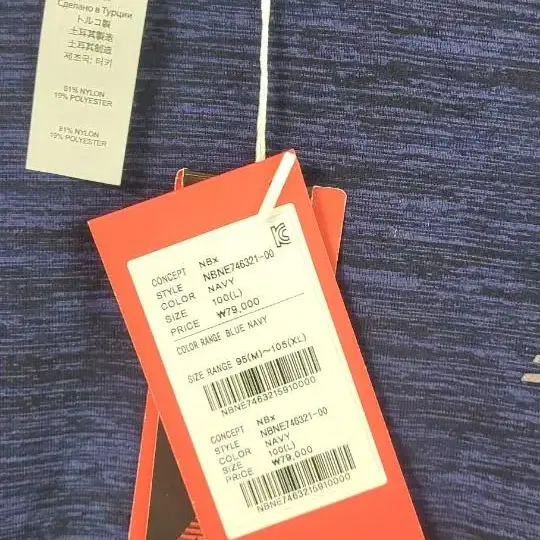 Сделано в Турции
トルコ製
土耳其製造
土耳其制造
제조국: 터키
81% NYLON
19% POLYESTER
81% NYLON
19% POLYESTER
CONCEPT NBx
STYLE NBNE746321-00
COLOR NAVY
SIZE 100(L)
PRICE ₩79,000
COLOR RANGE BLUE NAVY
SIZE RANGE 95(M)~105(XL)
NBNE7463215910000
CONCEPT NBx
STYLE NBNE746321-00
COLOR NAVY
SIZE 100(L)
PRICE ₩79,000
NBNE7463215910000